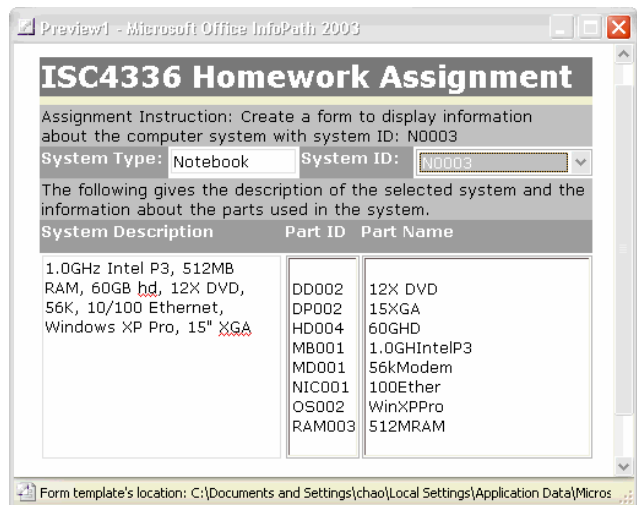 Preview1 - Microsoft Office InfoPath 2003
ISC4336 Homework Assignment
Assignment Instruction: Create a form to display information
about the computer system with system ID: N0003
System Type: Notebook System ID: N0003
The following gives the description of the selected system and the
information about the parts used in the system.
System Description Part ID Part Name
1.0GHz Intel P3, 512MB
RAM, 60GB hd, 12X DVD,
56K, 10/100 Ethernet,
Windows XP Pro, 15" XGA
DD002 12X DVD
DP002 15XGA
HD004 60GHD
MB001 1.0GHIntelP3
MD001 56kModem
NIC001 100Ether
OS002 WinXPPro
RAM003 512MRAM
Form template's location: C:\Documents and Settings\chao\Local Settings\Application Data\Micros